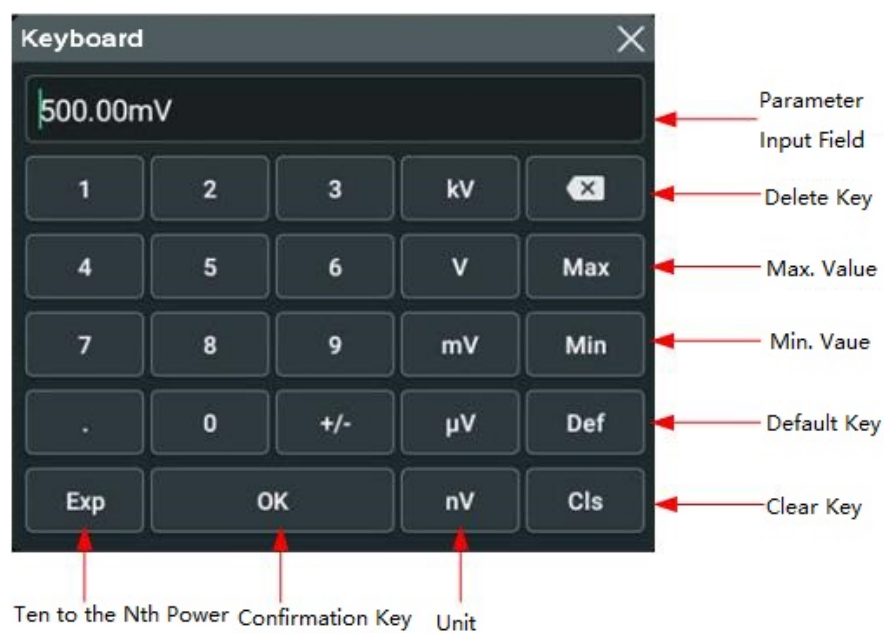 Keyboard
500.00mV
Parameter
Input Field
1 2 3 kV
Delete Key
4 5 6 V Max
Max. Value
7 8 9 mV Min
Min. Vaue
. 0 +/- µV Def
Default Key
Exp OK nV Cls
Clear Key
Ten to the Nth Power Confirmation Key Unit